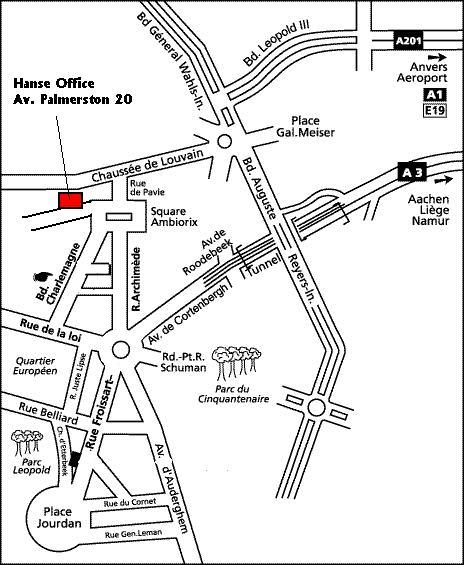 Bd Général Wahls-In.
Bd. Leopold III
A201
Anvers
Aeroport
A1
E19
Hanse Office
Av. Palmerston 20
Place
Gal.Meiser
Chaussée de Louvain
A 3
Aachen
Liège
Namur
Rue
de Pavie
Bd. Auguste
Reyers-In.
Square
Ambiorix
Av.de
Roodebeek
Tunnel
Bd.
Charlemagne
R.Archimède
Av. de Cortenbergh
Rue de la loi
Rd.-Pt.R.
Schuman
Quartier
Européen
R. Juste Lipse
Rue Froissart
Parc du
Cinquantenaire
Rue Belliard
Ch. d'Etterbeek
Parc
Leopold
Av. d'Auderghem
Place
Jourdan
Rue du Cornet
Rue Gen.Leman